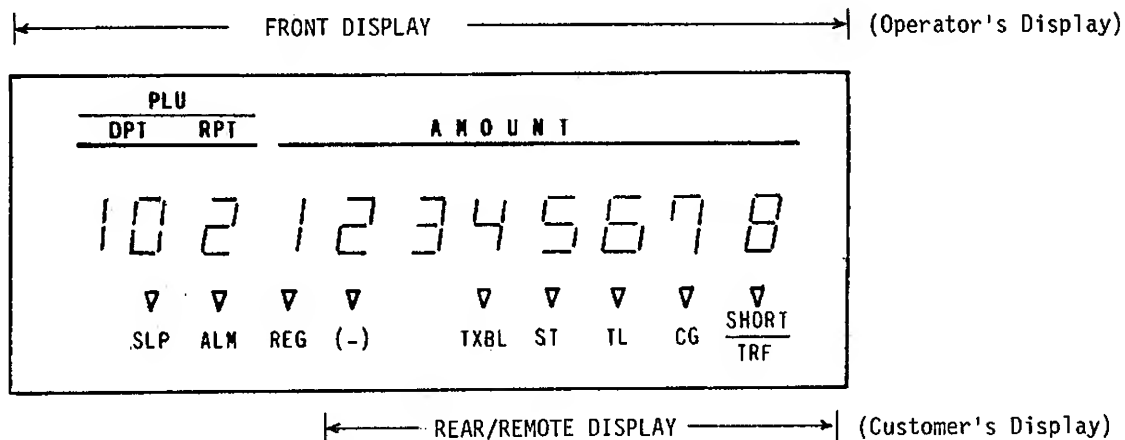 FRONT DISPLAY (Operator's Display)
PLU
DPT RPT AMOUNT
10 2 1 2 3 4 5 6 7 8
SLP ALM REG (-) TXBL ST TL CG SHORT
TRF
REAR/REMOTE DISPLAY (Customer's Display)